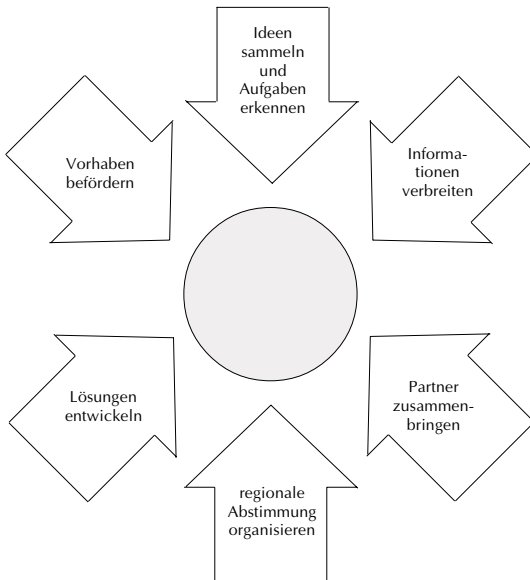 Ideen
sammeln
und
Aufgaben
erkennen
Informa-
tionen
verbreiten
Partner
zusammen-
bringen
regionale
Abstimmung
organisieren
Lösungen
entwickeln
Vorhaben
befördern